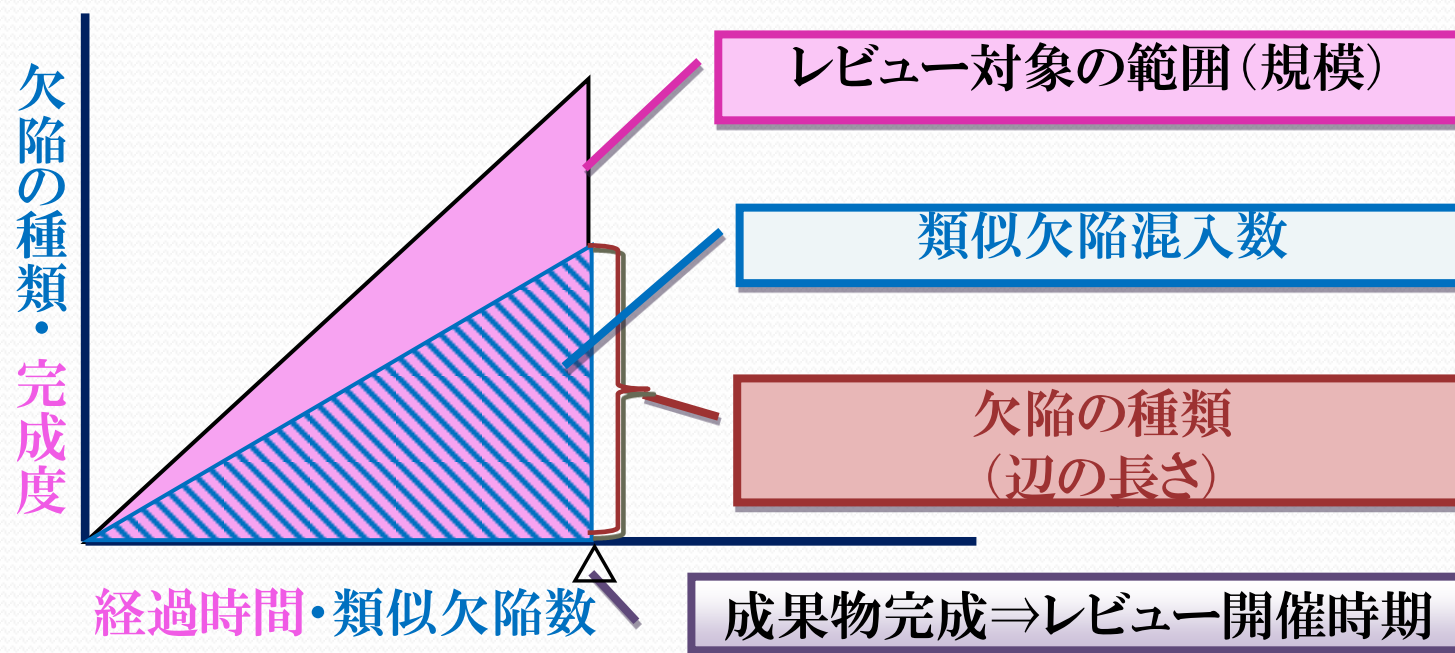 欠陥の種類・完成度
レビュー対象の範囲（規模）
類似欠陥混入数
欠陥の種類
（辺の長さ）
経過時間・類似欠陥数
成果物完成⇒レビュー開催時期